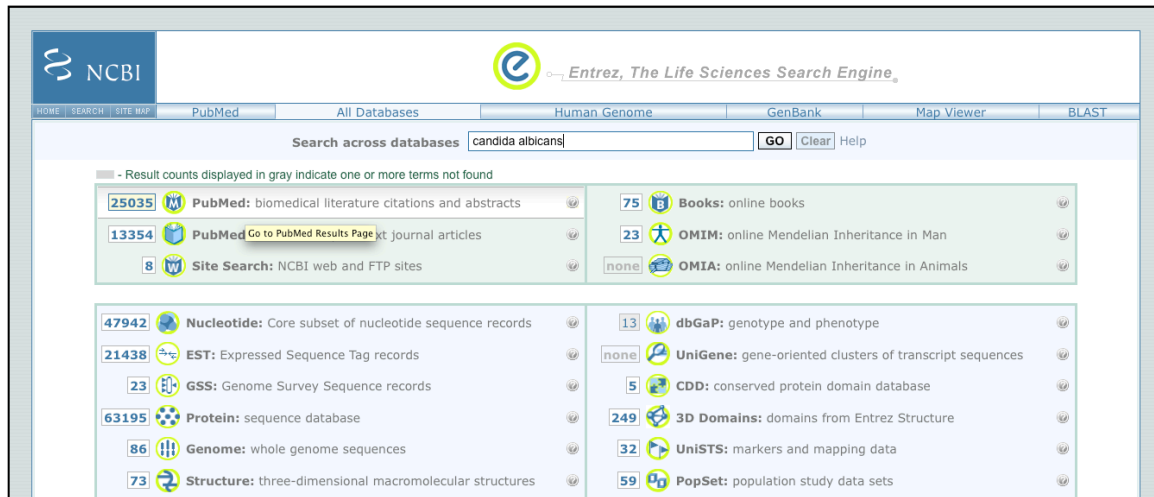 NCBI
Entrez, The Life Sciences Search Engine
HOME | SEARCH | SITE MAP PubMed All Databases Human Genome GenBank Map Viewer BLAST
Search across databases candida albicans GO Clear Help
- Result counts displayed in gray indicate one or more terms not found
25035 PubMed: biomedical literature citations and abstracts
13354 PubMed Go to PubMed Results Page xt journal articles
8 Site Search: NCBI web and FTP sites
75 Books: online books
23 OMIM: online Mendelian Inheritance in Man
none OMIA: online Mendelian Inheritance in Animals
47942 Nucleotide: Core subset of nucleotide sequence records
21438 EST: Expressed Sequence Tag records
23 GSS: Genome Survey Sequence records
63195 Protein: sequence database
86 Genome: whole genome sequences
73 Structure: three-dimensional macromolecular structures
13 dbGaP: genotype and phenotype
none UniGene: gene-oriented clusters of transcript sequences
5 CDD: conserved protein domain database
249 3D Domains: domains from Entrez Structure
32 UniSTS: markers and mapping data
59 PopSet: population study data sets